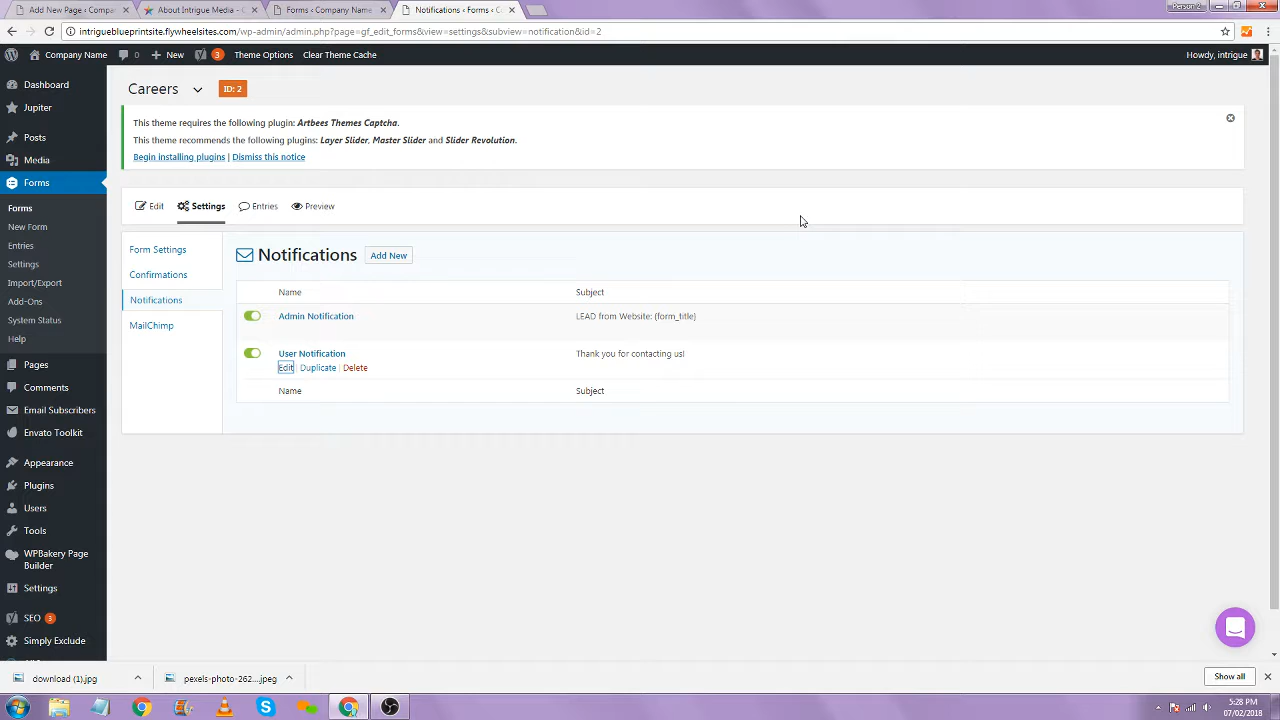 Add New Page ‹ Compa
About Intrigue Media - C
Forms ‹ Company Name
Notifications ‹ Forms ‹ C
Person 2
intrigueblueprintsite.flywheelsites.com/wp-admin/admin.php?page=gf_edit_forms&view=settings&subview=notification&id=2
Company Name
0
New
3
Theme Options
Clear Theme Cache
Howdy, intrigue
Dashboard
Jupiter
Posts
Media
Forms
Forms
New Form
Entries
Settings
Import/Export
Add-Ons
System Status
Help
Pages
Comments
Email Subscribers
Envato Toolkit
Appearance
Plugins
Users
Tools
WPBakery Page
Builder
Settings
SEO 3
Simply Exclude
Careers
ID: 2
This theme requires the following plugin: Artbees Themes Captcha.
This theme recommends the following plugins: Layer Slider, Master Slider and Slider Revolution.
Begin installing plugins | Dismiss this notice
Edit
Settings
Entries
Preview
Form Settings
Confirmations
Notifications
MailChimp
Notifications
Add New
Name
Subject
Admin Notification
LEAD from Website: {form_title}
User Notification
Thank you for contacting us!
Edit | Duplicate | Delete
Name
Subject
download (1).jpg
pexels-photo-262....jpeg
Show all
5:28 PM
07/02/2018